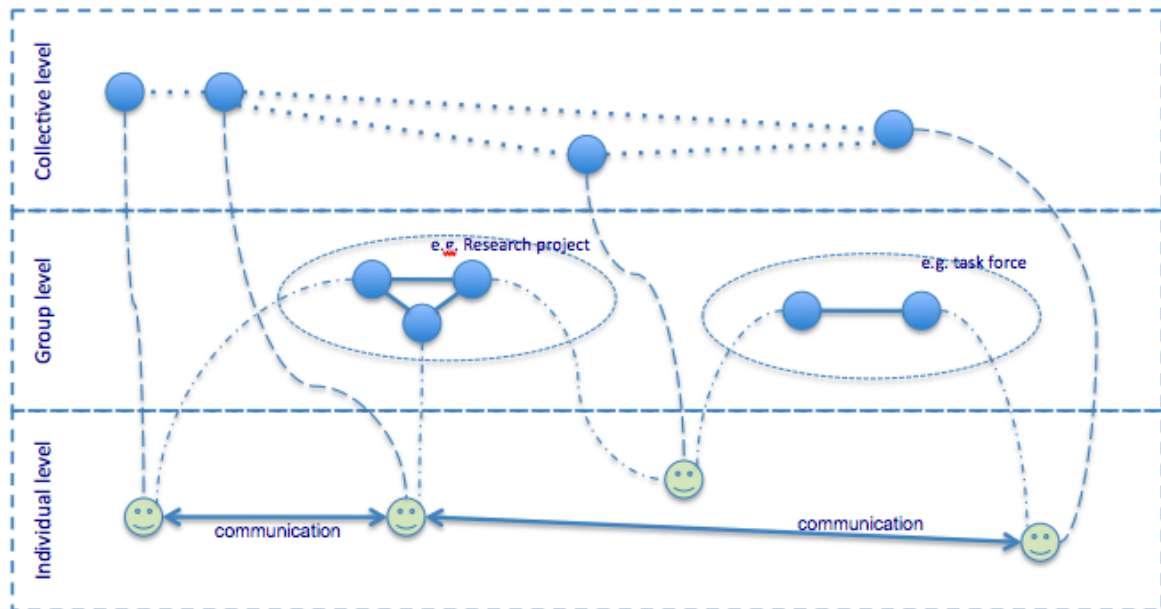 Collective level
e.g. Research project
e.g. task force
Group level
Individual level
communication
communication